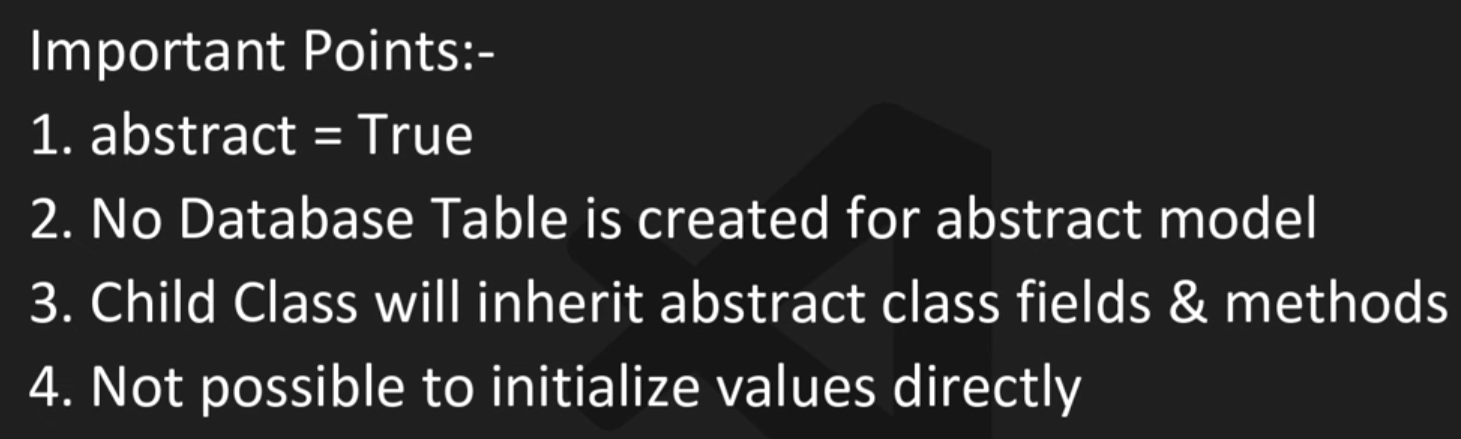 Important Points:-
1. abstract = True
2. No Database Table is created for abstract model
3. Child Class will inherit abstract class fields & methods
4. Not possible to initialize values directly